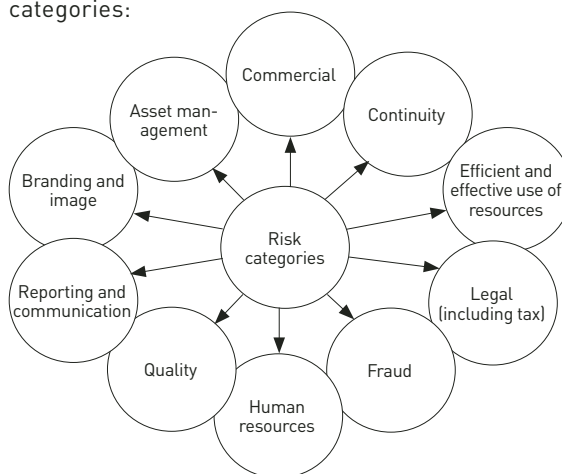 categories:
Commercial
Continuity
Efficient and
effective use of
resources
Legal
(including tax)
Fraud
Human
resources
Quality
Reporting and
communication
Branding and
image
Asset man-
agement
Risk
categories